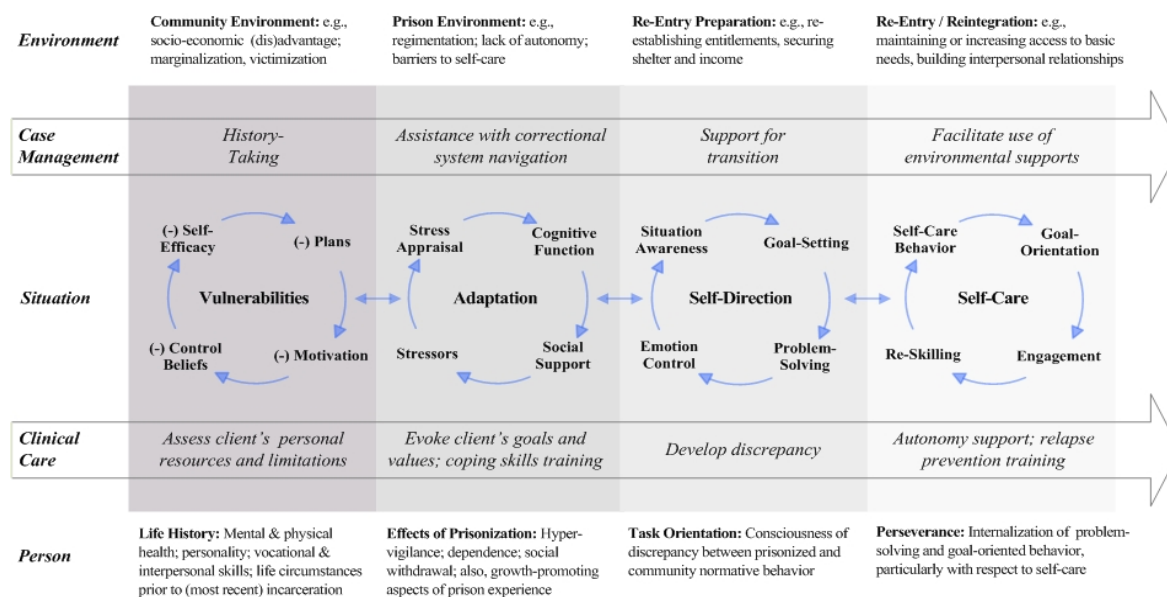 Environment
Community Environment: e.g.,
socio-economic (dis)advantage;
marginalization, victimization
Prison Environment: e.g.,
regimentation; lack of autonomy;
barriers to self-care
Re-Entry Preparation: e.g., re-
establishing entitlements, securing
shelter and income
Re-Entry / Reintegration: e.g.,
maintaining or increasing access to basic
needs, building interpersonal relationships
Case
Management
History-
Taking
Assistance with correctional
system navigation
Support for
transition
Facilitate use of
environmental supports
Situation
(-) Self-
Efficacy
(-) Plans
Vulnerabilities
(-) Control
Beliefs
(-) Motivation
Stress
Appraisal
Cognitive
Function
Adaptation
Stressors
Social
Support
Situation
Awareness
Goal-Setting
Self-Direction
Emotion
Control
Problem-
Solving
Self-Care
Behavior
Goal-
Orientation
Self-Care
Re-Skilling
Engagement
Clinical
Care
Assess client's personal
resources and limitations
Evoke client's goals and
values; coping skills training
Develop discrepancy
Autonomy support; relapse
prevention training
Person
Life History: Mental & physical
health; personality; vocational &
interpersonal skills; life circumstances
prior to (most recent) incarceration
Effects of Prisonization: Hyper-
vigilance; dependence; social
withdrawal; also, growth-promoting
aspects of prison experience
Task Orientation: Consciousness of
discrepancy between prisonized and
community normative behavior
Perseverance: Internalization of problem-
solving and goal-oriented behavior,
particularly with respect to self-care